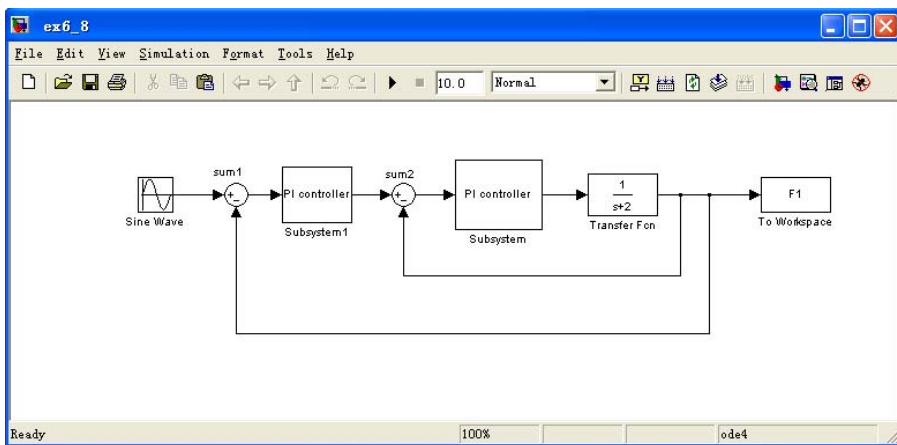 ex6_8
File Edit View Simulation Format Tools Help
10.0 Normal
sum1
sum2
PI controller
PI controller
1
s+2
F1
Sine Wave
Subsystem1
Subsystem
Transfer Fcn
To Workspace
Ready 100% ode4